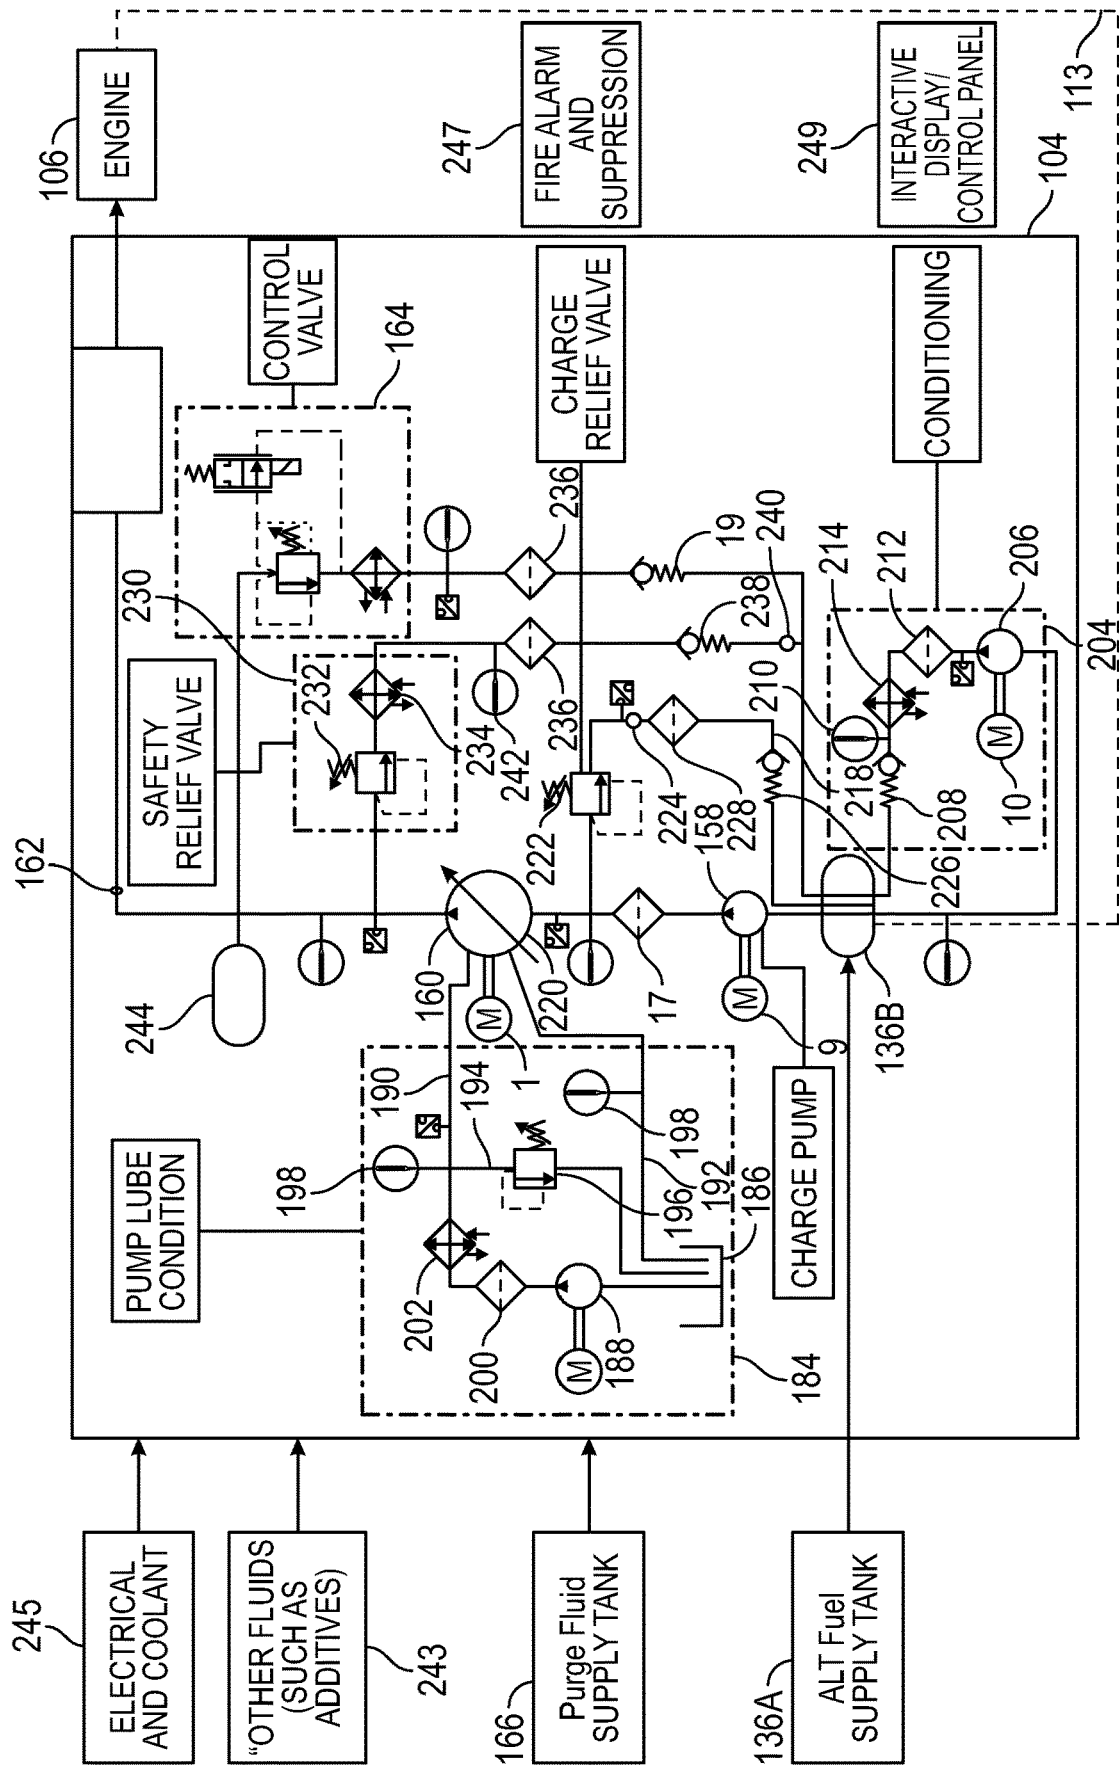 245
ELECTRICAL
AND COOLANT
"OTHER FLUIDS
(SUCH AS
ADDITIVES)
243
166
Purge Fluid
SUPPLY TANK
136A
ALT Fuel
SUPPLY TANK
PUMP LUBE
CONDITION
198
202
200
M
188
184
190
194
198
196
192
186
CHARGE PUMP
244
162
160
M
1
220
17
M
9
158
136B
SAFETY
RELIEF VALVE
230
232
234
242
236
222
224
228
218
226
208
210
M
10
214
212
206
204
238
240
19
236
CONTROL
VALVE
164
CHARGE
RELIEF VALVE
CONDITIONING
106
ENGINE
247
FIRE ALARM
AND
SUPPRESSION
249
INTERACTIVE
DISPLAY/
CONTROL PANEL
104
113